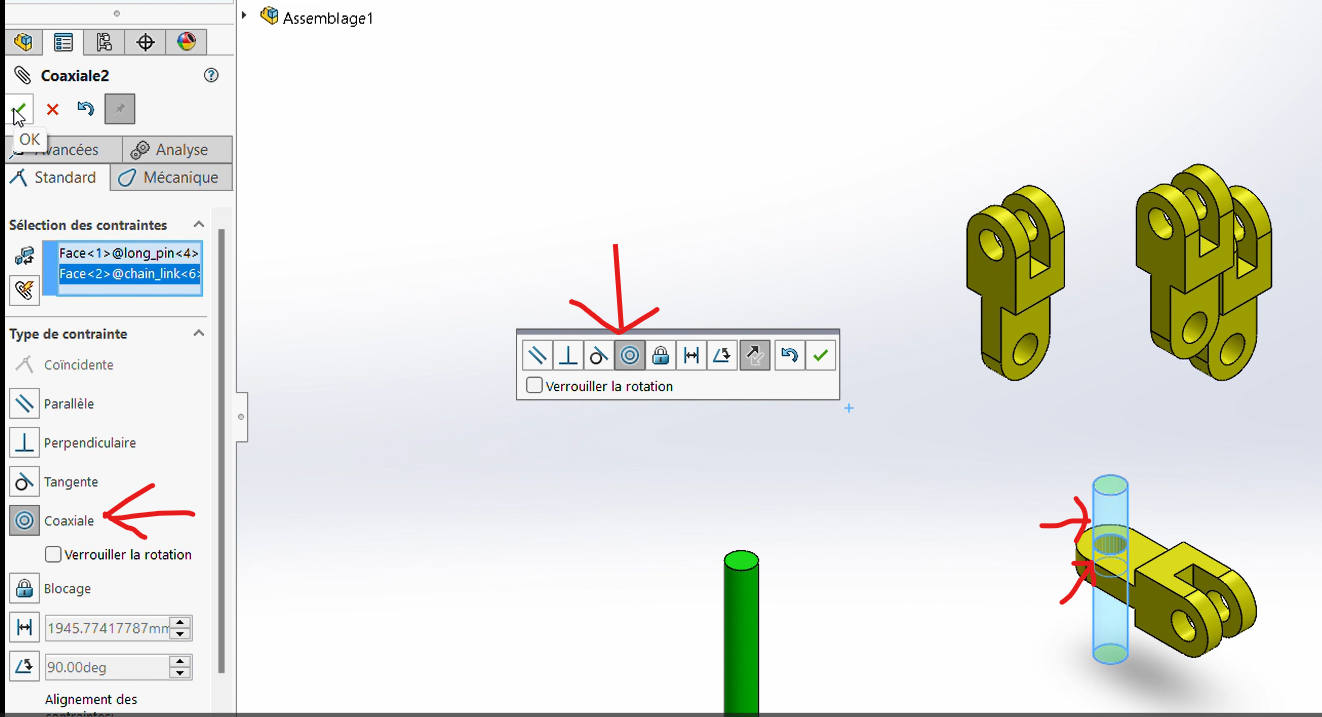 Assemblage1
Coaxiale2
OK
Avancées
Analyse
Standard
Mécanique
Sélection des contraintes
Face<1>@long_pin<4>
Face<2>@chain_link<6>
Type de contrainte
Coïncidente
Parallèle
Perpendiculaire
Tangente
Coaxiale
Verrouiller la rotation
Blocage
1945.77417787mm
90.00deg
Alignement des
contraintes:
Verrouiller la rotation